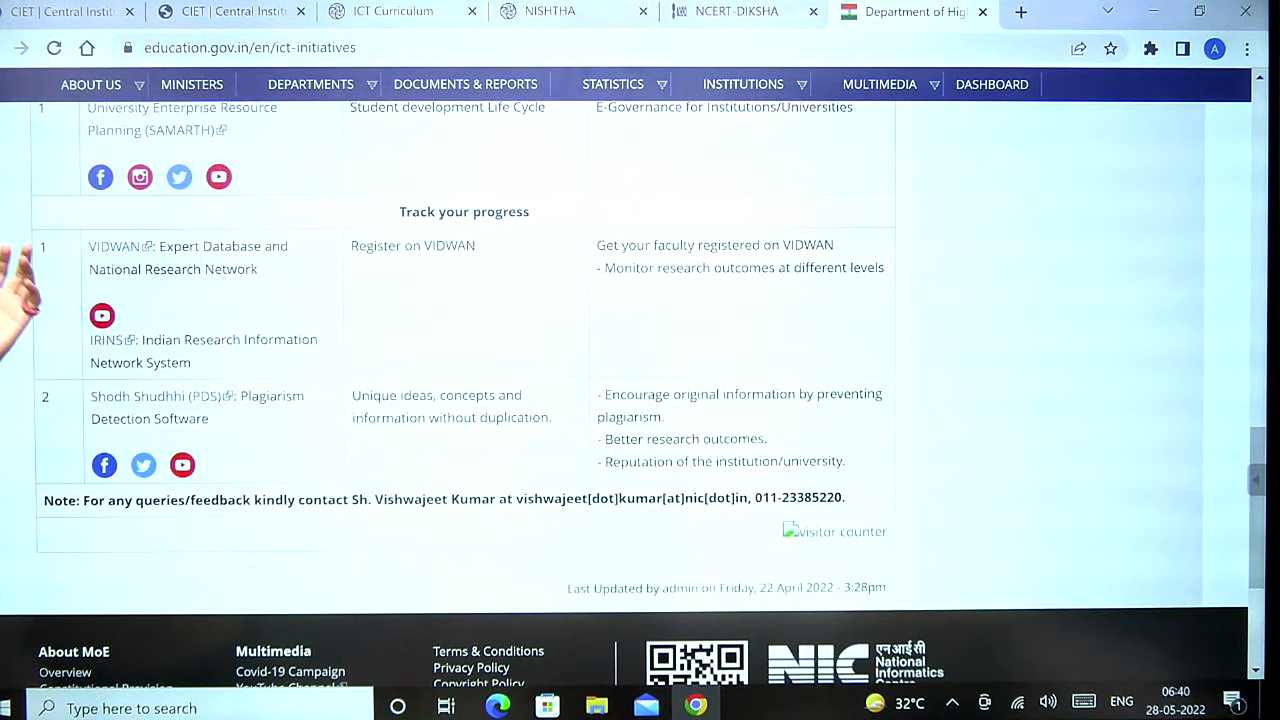 CIET | Central Instit
CIET | Central Instit
ICT Curriculum
NISHTHA
NCERT-DIKSHA
Department of Hig
education.gov.in/en/ict-initiatives
A
ABOUT US
MINISTERS
DEPARTMENTS
DOCUMENTS & REPORTS
STATISTICS
INSTITUTIONS
MULTIMEDIA
DASHBOARD
1
University Enterprise Resource
Planning (SAMARTH)
Student development Life Cycle
E-Governance for Institutions/Universities
Track your progress
1
VIDWAN: Expert Database and
National Research Network
IRINS: Indian Research Information
Network System
Register on VIDWAN
Get your faculty registered on VIDWAN
- Monitor research outcomes at different levels
2
Shodh Shudhhi (PDS): Plagiarism
Detection Software
Unique ideas, concepts and
information without duplication.
- Encourage original information by preventing
plagiarism.
- Better research outcomes.
- Reputation of the institution/university.
Note: For any queries/feedback kindly contact Sh. Vishwajeet Kumar at vishwajeet[dot]kumar[at]nic[dot]in, 011-23385220.
visitor counter
Last Updated by admin on Friday, 22 April 2022 - 3:28pm
About MoE
Overview
Multimedia
Covid-19 Campaign
YouTube Channel
Terms & Conditions
Privacy Policy
Copyright Policy
NIC
एन आई सी
National
Informatics
Centre
Type here to search
32°C
ENG
06:40
28-05-2022
1